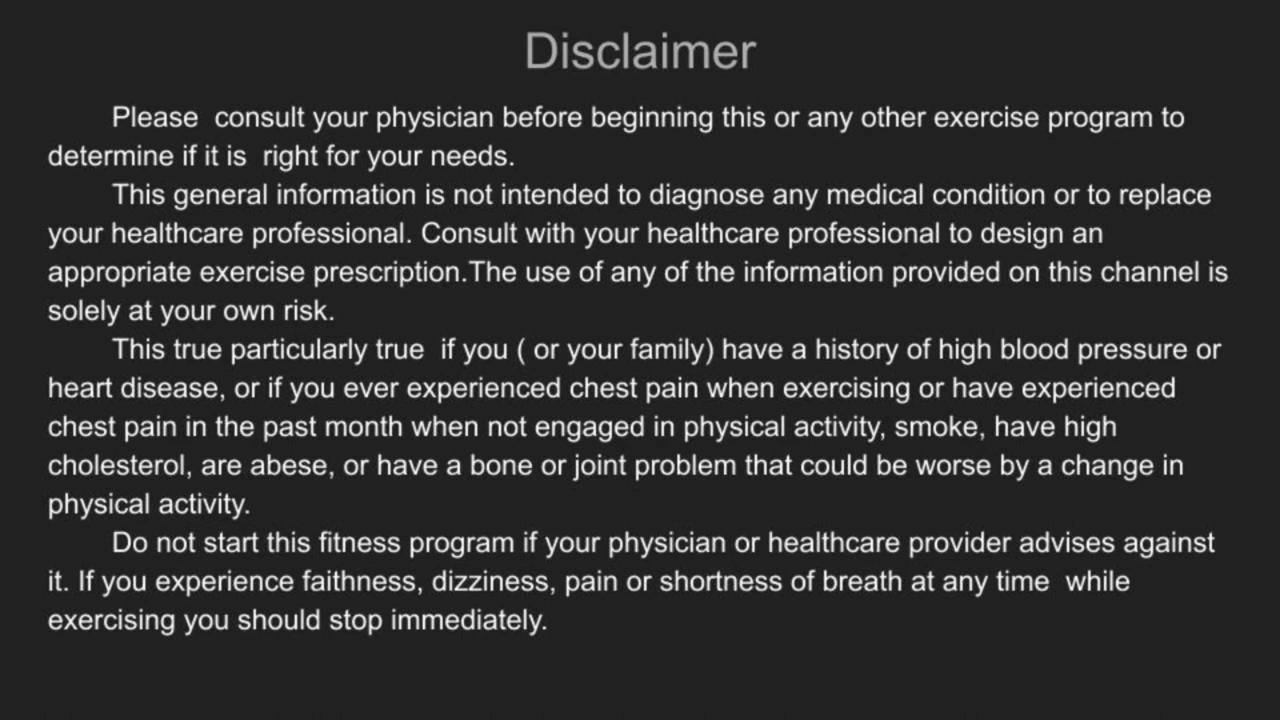 Disclaimer
Please  consult your physician before beginning this or any other exercise program to
determine if it is  right for your needs.
This general information is not intended to diagnose any medical condition or to replace
your healthcare professional. Consult with your healthcare professional to design an
appropriate exercise prescription.The use of any of the information provided on this channel is
solely at your own risk.
This true particularly true  if you ( or your family) have a history of high blood pressure or
heart disease, or if you ever experienced chest pain when exercising or have experienced
chest pain in the past month when not engaged in physical activity, smoke, have high
cholesterol, are abese, or have a bone or joint problem that could be worse by a change in
physical activity.
Do not start this fitness program if your physician or healthcare provider advises against
it. If you experience faithness, dizziness, pain or shortness of breath at any time  while
exercising you should stop immediately.